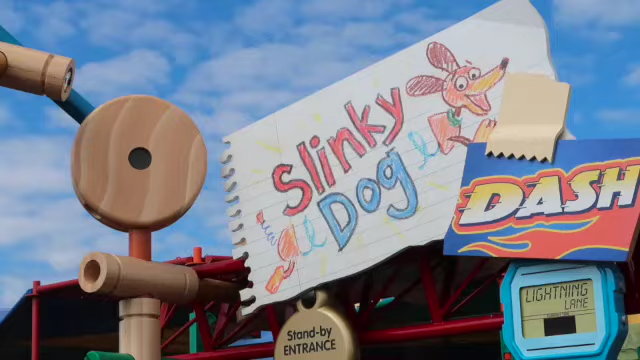 Slinky
Dog
DASH
Stand-by
ENTRANCE
LIGHTNING
LANE